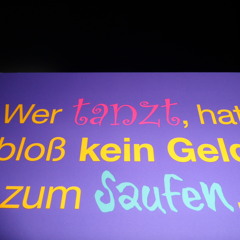 Wer tanzt, hat
bloß kein Geld
zum Saufen.